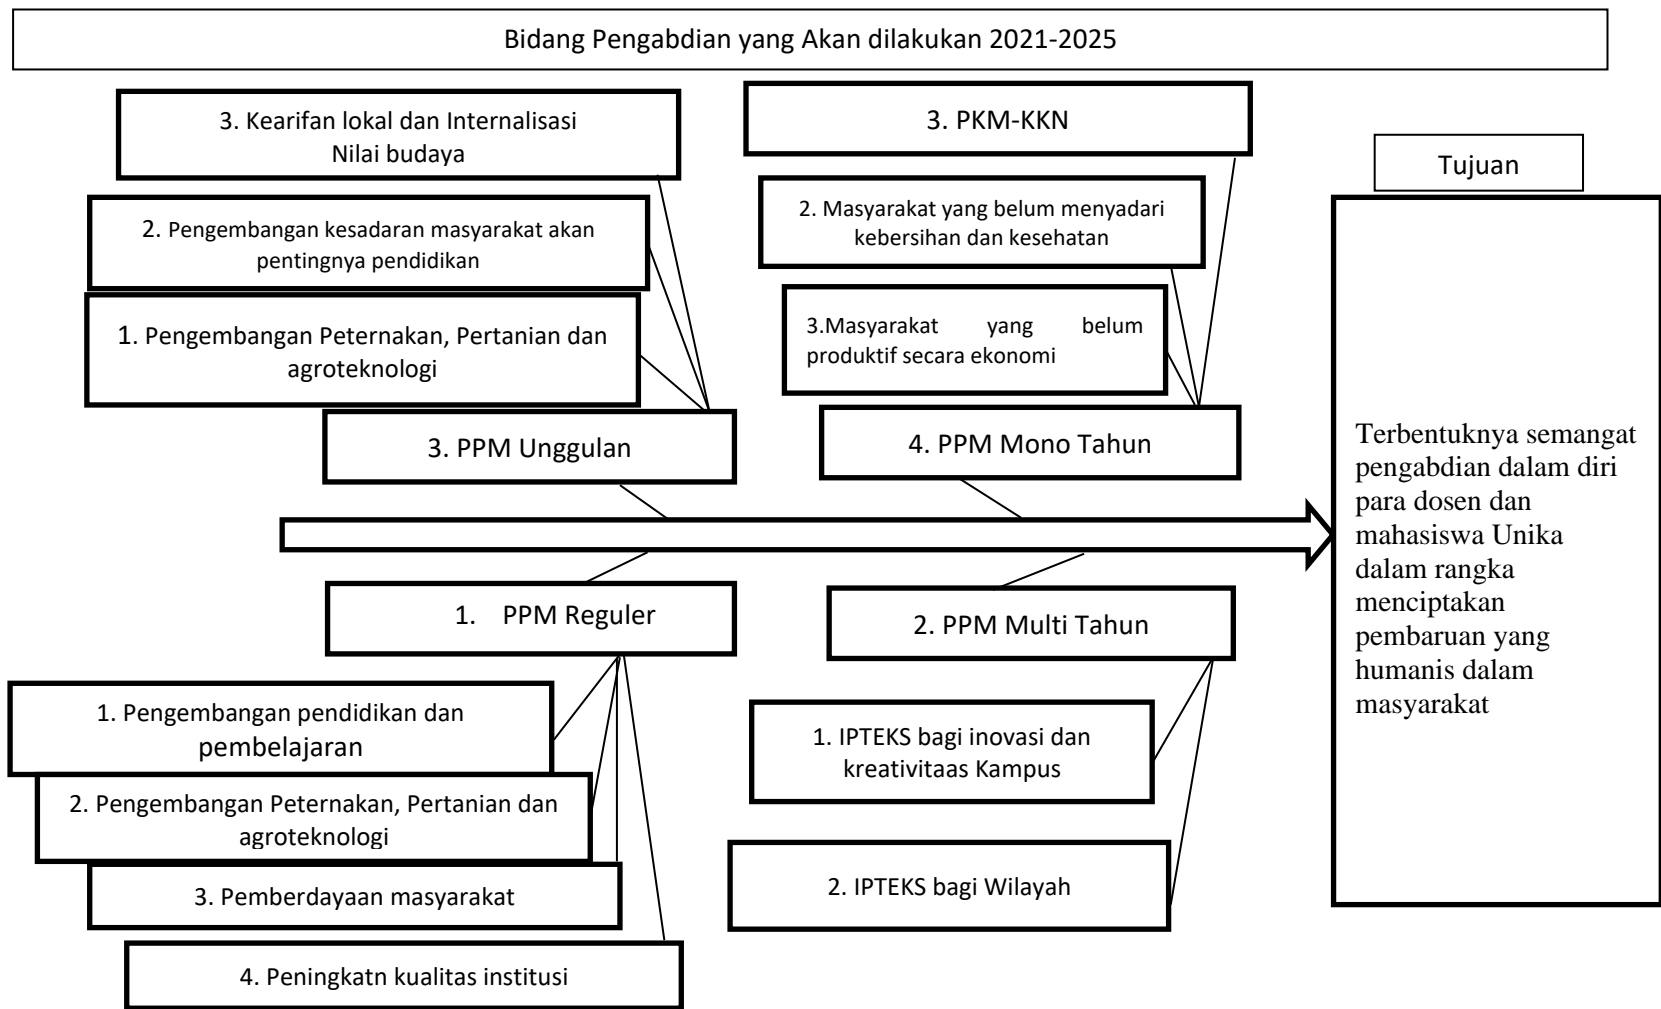 Bidang Pengabdian yang Akan dilakukan 2021-2025
3. Kearifan lokal dan Internalisasi
Nilai budaya
2. Pengembangan kesadaran masyarakat akan
pentingnya pendidikan
1. Pengembangan Peternakan, Pertanian dan
agroteknologi
3. PPM Unggulan
3. PKM-KKN
2. Masyarakat yang belum menyadari
kebersihan dan kesehatan
3.Masyarakat yang belum
produktif secara ekonomi
4. PPM Mono Tahun
1. PPM Reguler
1. Pengembangan pendidikan dan
pembelajaran
2. Pengembangan Peternakan, Pertanian dan
agroteknologi
3. Pemberdayaan masyarakat
4. Peningkatn kualitas institusi
2. PPM Multi Tahun
1. IPTEKS bagi inovasi dan
kreativitaas Kampus
2. IPTEKS bagi Wilayah
Tujuan
Terbentuknya semangat
pengabdian dalam diri
para dosen dan
mahasiswa Unika
dalam rangka
menciptakan
pembaruan yang
humanis dalam
masyarakat